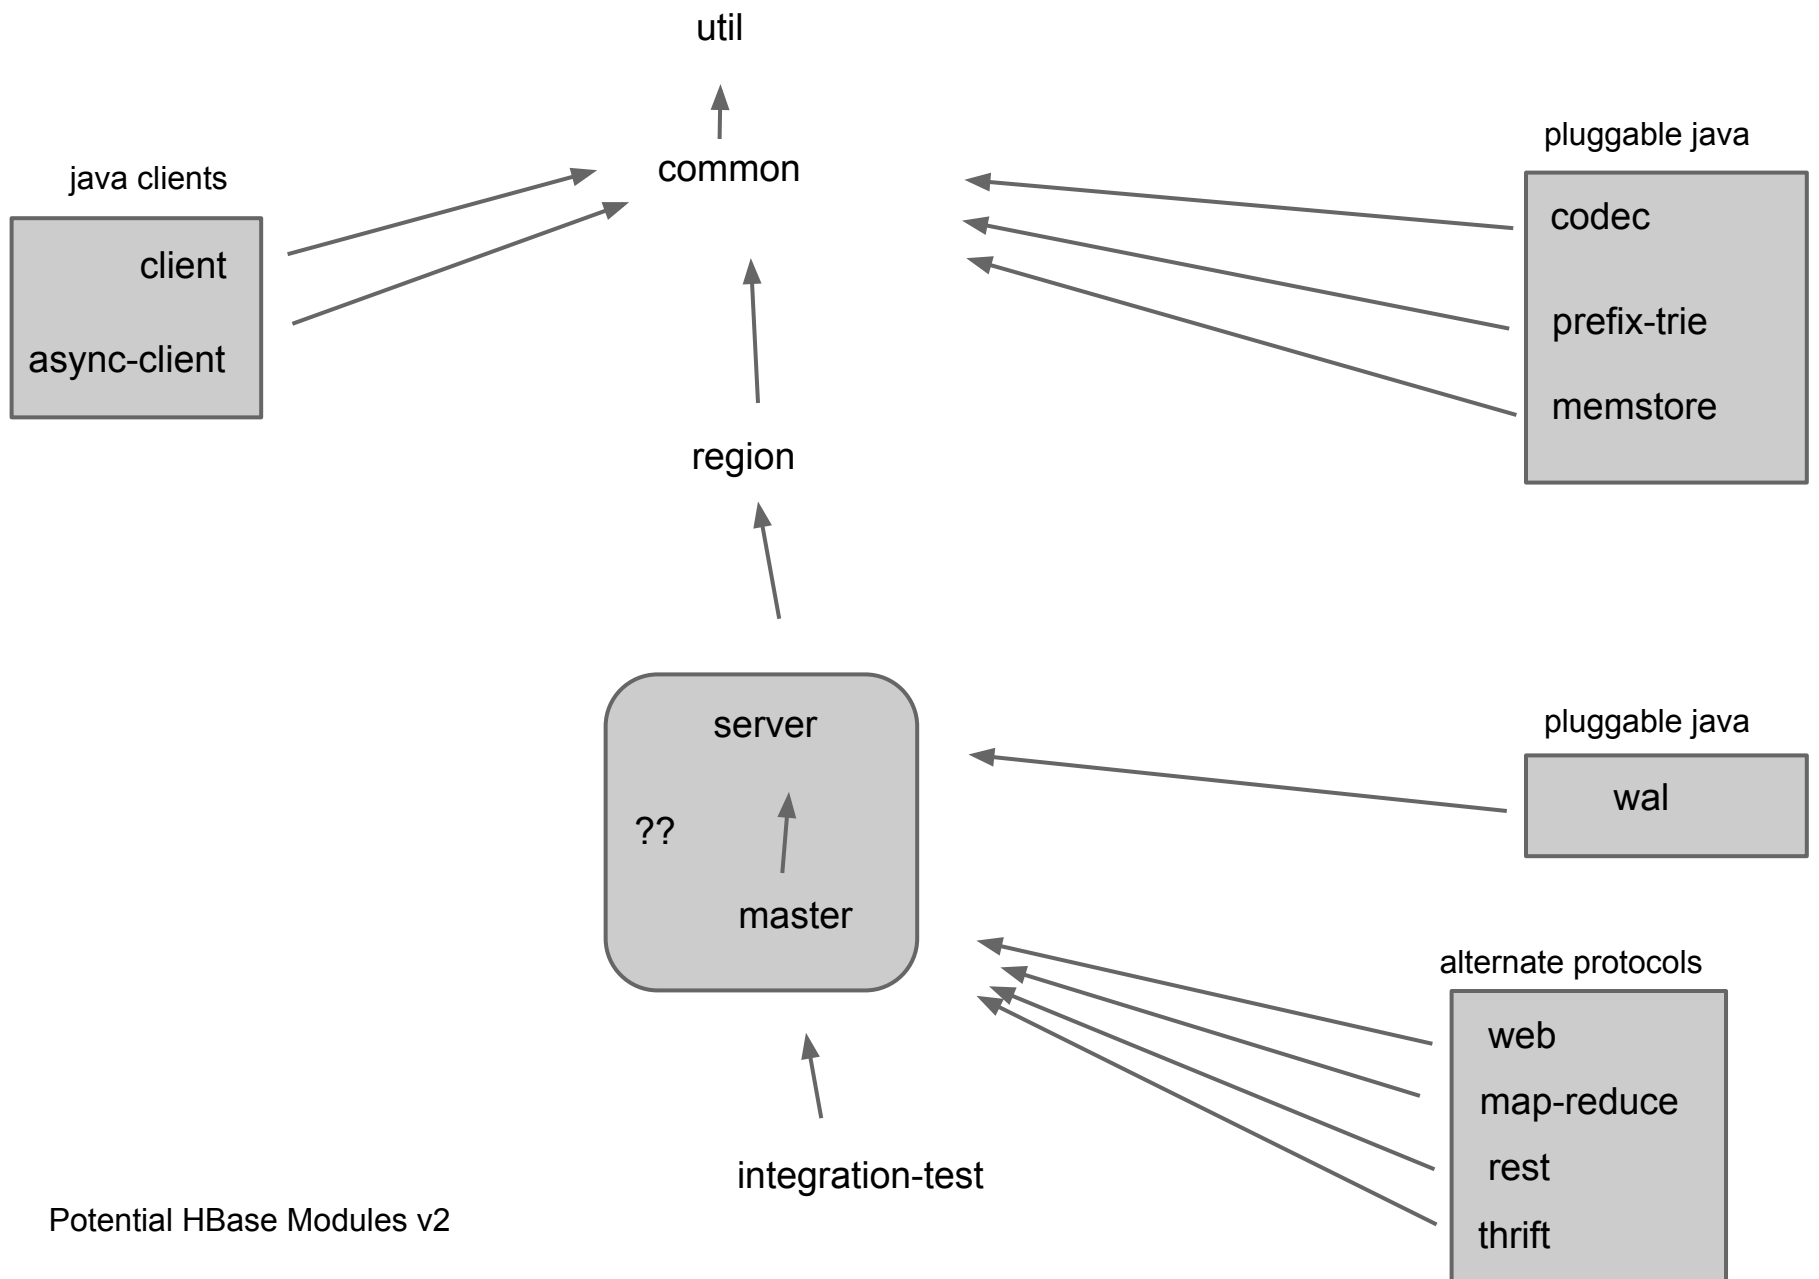 util
common
java clients
client
async-client
pluggable java
codec
prefix-trie
memstore
region
server
??
master
pluggable java
wal
alternate protocols
web
map-reduce
rest
thrift
integration-test
Potential HBase Modules v2